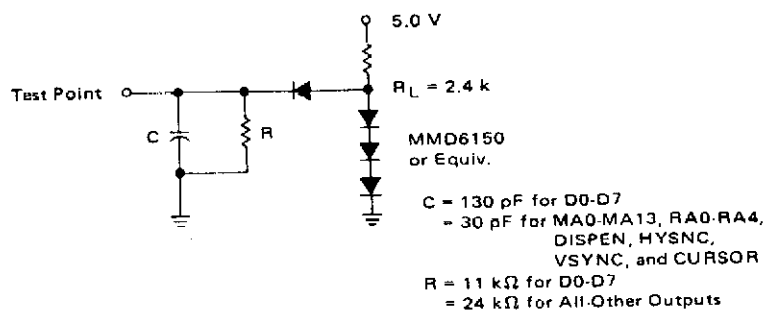 5.0 V
Test Point
R_L = 2.4 k
C
R
MMD6150
or Equiv.
C = 130 pF for D0-D7
= 30 pF for MA0-MA13, RA0-RA4,
DISPEN, HYSNC,
VSYNC, and CURSOR
R = 11 kΩ for D0-D7
= 24 kΩ for All Other Outputs